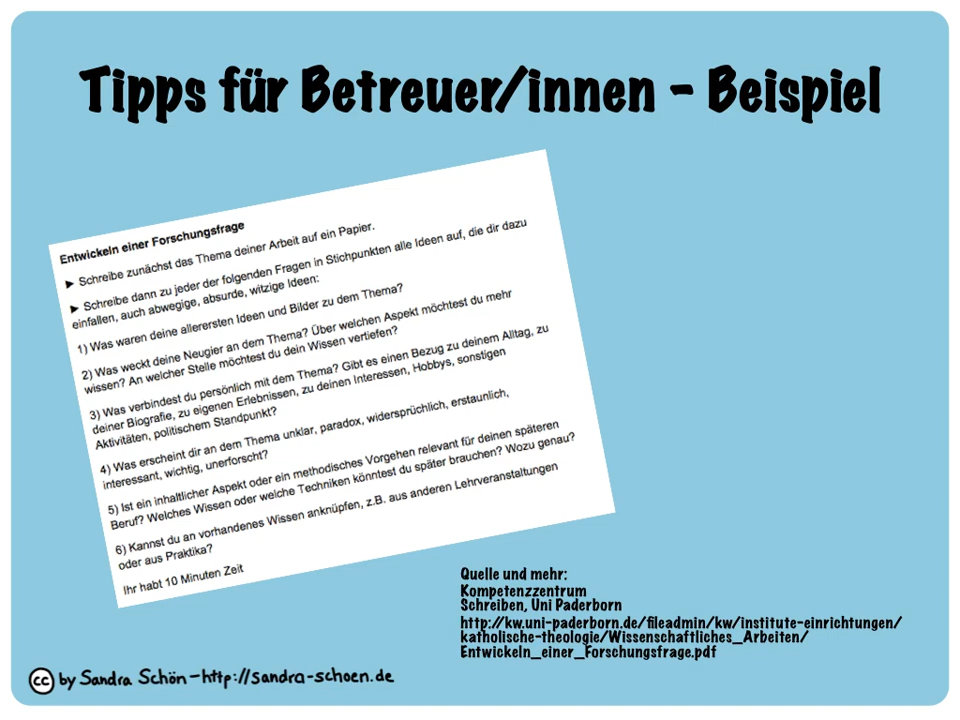 Tipps für Betreuer/innen - Beispiel
Entwickeln einer Forschungsfrage
► Schreibe zunächst das Thema deiner Arbeit auf ein Papier.
► Schreibe dann zu jeder der folgenden Fragen in Stichpunkten alle Ideen auf, die dir dazu
einfallen, auch abwegige, absurde, witzige Ideen:
1) Was waren deine allerersten Ideen und Bilder zu dem Thema?
2) Was weckt deine Neugier an dem Thema? Über welchen Aspekt möchtest du mehr
wissen? An welcher Stelle möchtest du dein Wissen vertiefen?
3) Was verbindest du persönlich mit dem Thema? Gibt es einen Bezug zu deinem Alltag, zu
deiner Biografie, zu eigenen Erlebnissen, zu deinen Interessen, Hobbys, sonstigen
Aktivitäten, politischem Standpunkt?
4) Was erscheint dir an dem Thema unklar, paradox, widersprüchlich, erstaunlich,
interessant, wichtig, unerforscht?
5) Ist ein inhaltlicher Aspekt oder ein methodisches Vorgehen relevant für deinen späteren
Beruf? Welches Wissen oder welche Techniken könntest du später brauchen? Wozu genau?
6) Kannst du an vorhandenes Wissen anknüpfen, z.B. aus anderen Lehrveranstaltungen
oder aus Praktika?
Ihr habt 10 Minuten Zeit
Quelle und mehr:
Kompetenzzentrum
Schreiben, Uni Paderborn
http://kw.uni-paderborn.de/fileadmin/kw/institute-einrichtungen/
katholische-theologie/Wissenschaftliches_Arbeiten/
Entwickeln_einer_Forschungsfrage.pdf
cc by Sandra Schön - http://sandra-schoen.de